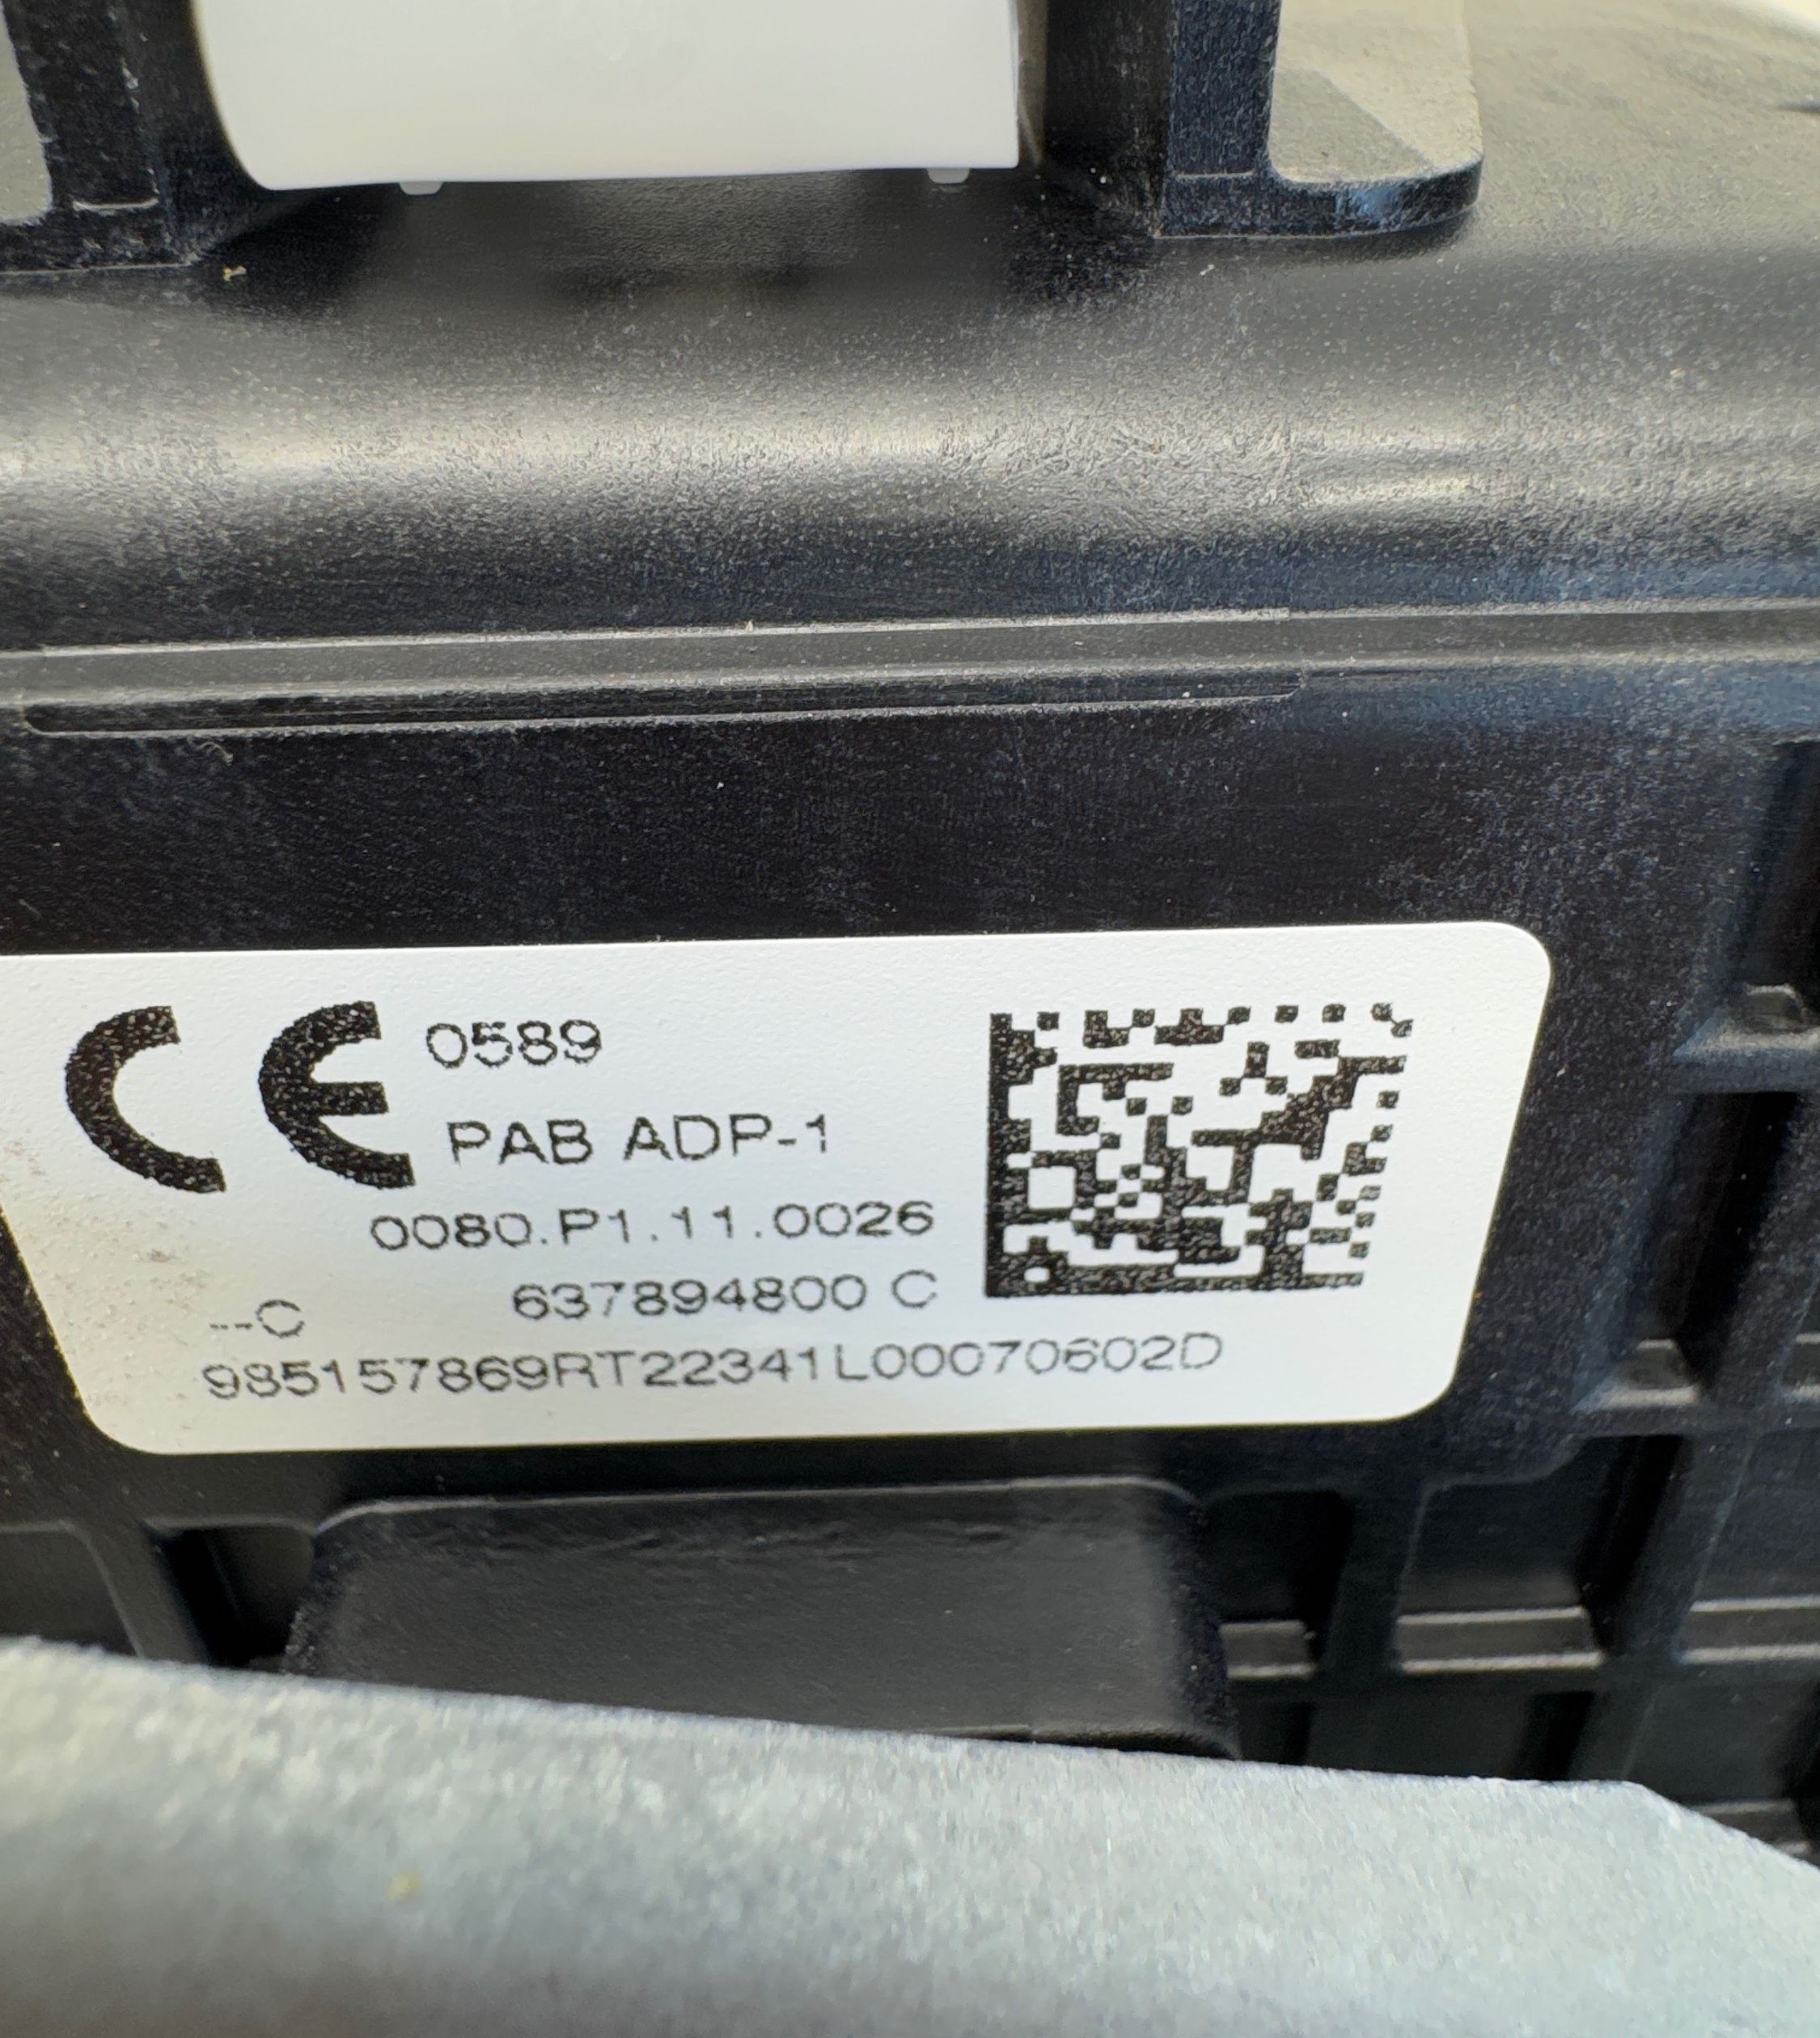 CE 0589
PAB ADP-1
0080.P1.11.0026
637894800 C
--C
985157869RT22341L00070602D